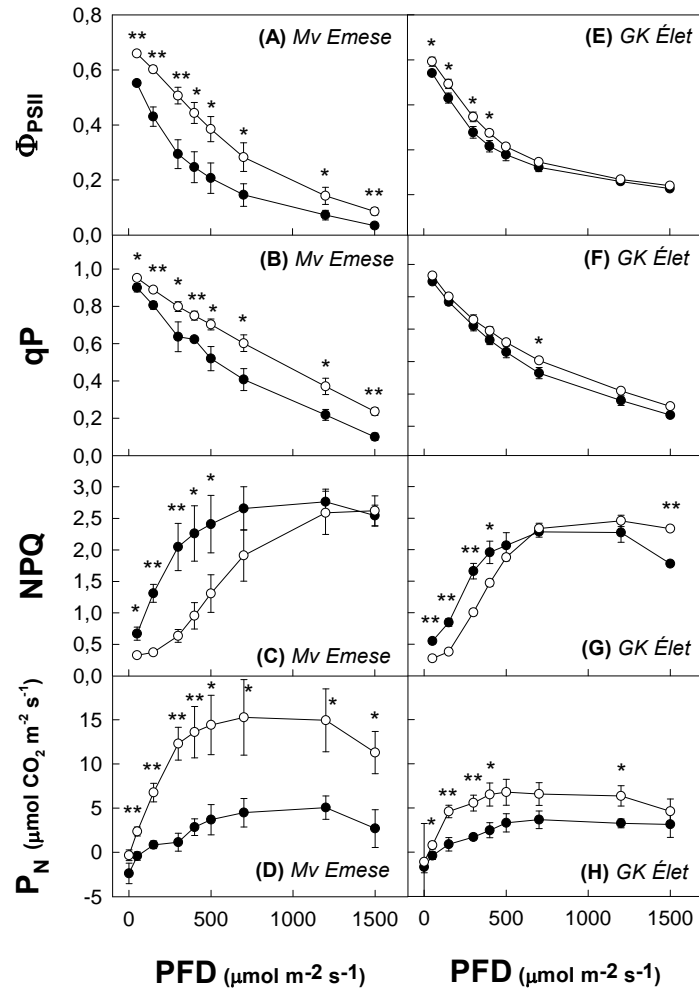 0,8
0,6
0,4
0,2
0,0
ΦPSII
(A) Mv Emese
** ** ** * * * * **
(E) GK Élet
* * * *
1,0
0,8
0,6
0,4
0,2
0,0
qP
(B) Mv Emese
* ** * ** * * * **
(F) GK Élet
*
3,0
2,5
2,0
1,5
1,0
0,5
0,0
NPQ
* ** ** * *
(C) Mv Emese
** ** ** * **
(G) GK Élet
15
10
5
0
-5
PN (μmol CO2 m-2 s-1)
** ** ** ** * * * *
(D) Mv Emese
* ** ** * *
(H) GK Élet
0 500 1000 1500
0 500 1000 1500
PFD (μmol m-2 s-1)
PFD (μmol m-2 s-1)